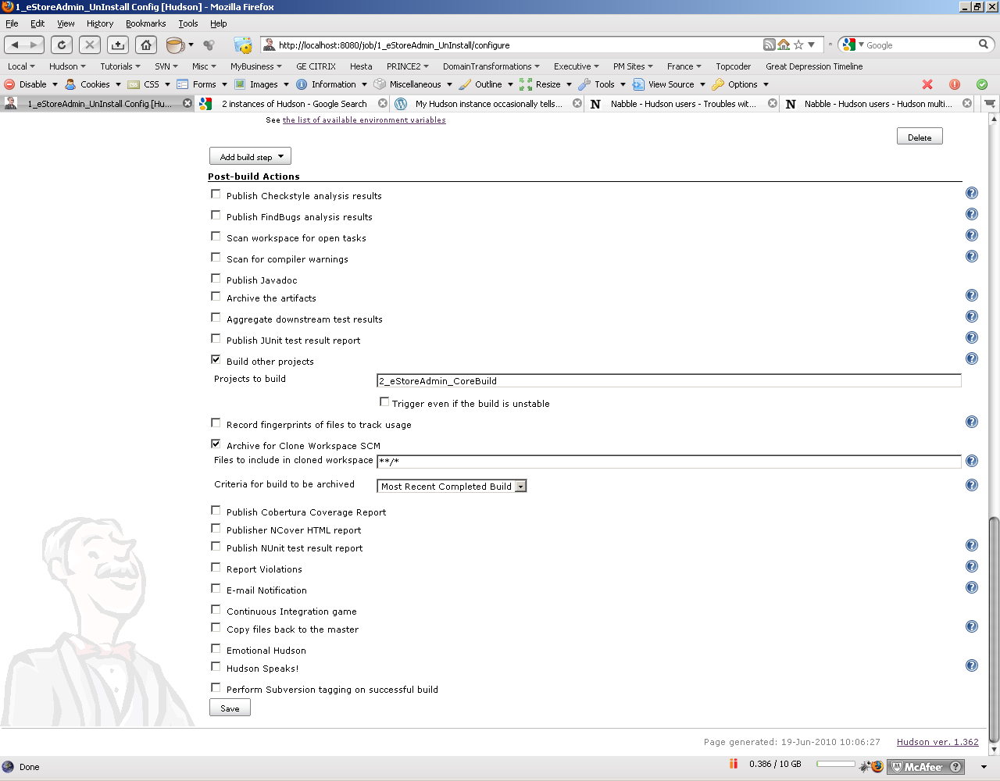 1_eStoreAdmin_UnInstall Config [Hudson] - Mozilla Firefox
File Edit View History Bookmarks Tools Help
http://localhost:8080/job/1_eStoreAdmin_UnInstall/configure
Google
Local Hudson Tutorials SVN Misc MyBusiness GE CITRIX Hesta PRINCE2 DomainTransformations Executive PM Sites France Topcoder Great Depression Timeline
Disable Cookies CSS Forms Images Information Miscellaneous Outline Resize Tools View Source Options
1_eStoreAdmin_UnInstall Config [Hu... 2 instances of Hudson - Google Search My Hudson instance occasionally tells... Nabble - Hudson users - Troubles wit... Nabble - Hudson users - Hudson multi...
See the list of available environment variables
Delete
Add build step
Post-build Actions
Publish Checkstyle analysis results
Publish FindBugs analysis results
Scan workspace for open tasks
Scan for compiler warnings
Publish Javadoc
Archive the artifacts
Aggregate downstream test results
Publish JUnit test result report
Build other projects
Projects to build 2_eStoreAdmin_CoreBuild
Trigger even if the build is unstable
Record fingerprints of files to track usage
Archive for Clone Workspace SCM
Files to include in cloned workspace **/*
Criteria for build to be archived Most Recent Completed Build
Publish Cobertura Coverage Report
Publisher NCover HTML report
Publish NUnit test result report
Report Violations
E-mail Notification
Continuous Integration game
Copy files back to the master
Emotional Hudson
Hudson Speaks!
Perform Subversion tagging on successful build
Save
Page generated: 19-Jun-2010 10:06:27 Hudson ver. 1.362
Done 0.386 / 10 GB McAfee